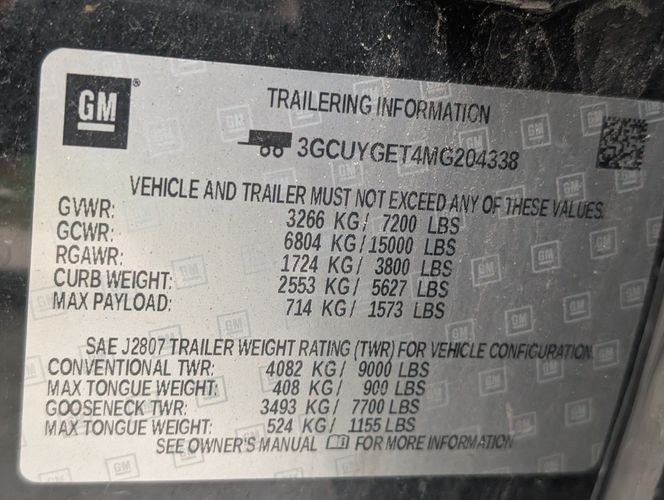 GM ®
TRAILERING INFORMATION
3GCUYGET4MG204338
VEHICLE AND TRAILER MUST NOT EXCEED ANY OF THESE VALUES.
GVWR: 3266 KG / 7200 LBS
GCWR: 6804 KG / 15000 LBS
RGAWR: 1724 KG / 3800 LBS
CURB WEIGHT: 2553 KG / 5627 LBS
MAX PAYLOAD: 714 KG / 1573 LBS
SAE J2807 TRAILER WEIGHT RATING (TWR) FOR VEHICLE CONFIGURATION.
CONVENTIONAL TWR: 4082 KG / 9000 LBS
MAX TONGUE WEIGHT: 408 KG / 900 LBS
GOOSENECK TWR: 3493 KG / 7700 LBS
MAX TONGUE WEIGHT: 524 KG / 1155 LBS
SEE OWNER'S MANUAL FOR MORE INFORMATION